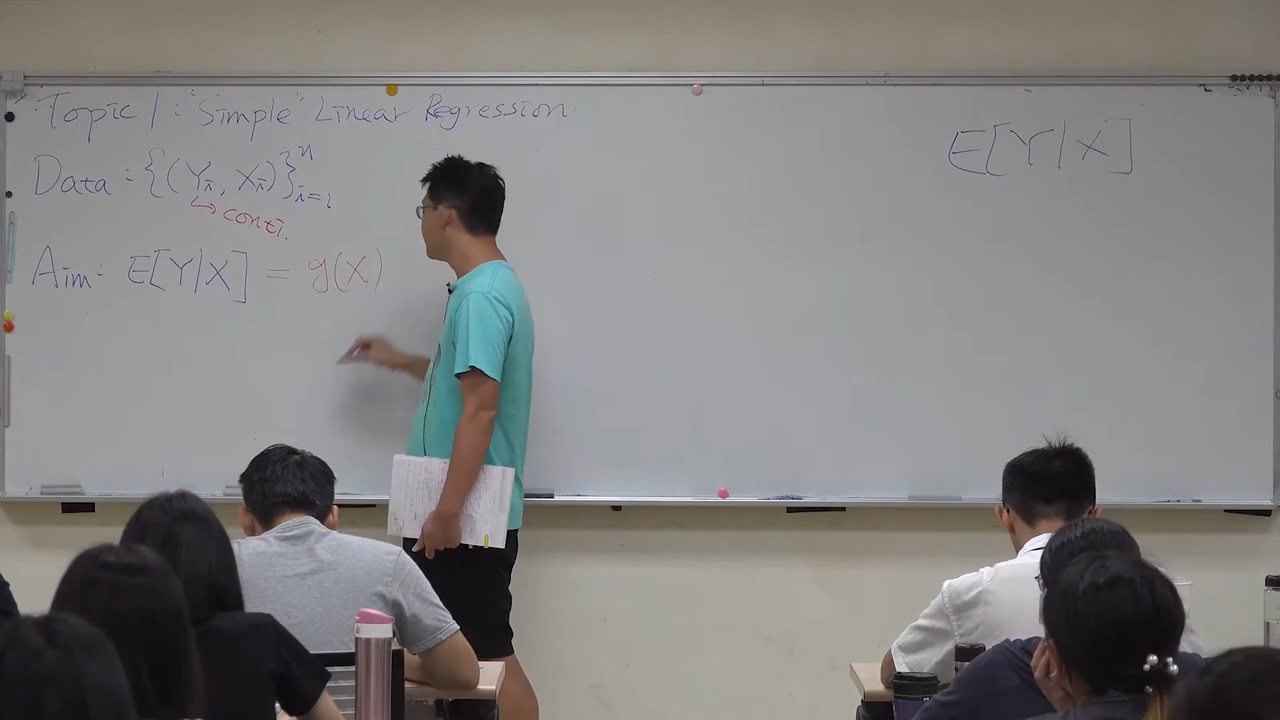 Topic 1 : "Simple" Linear Regression
Data : {(Yi, Xi)}ⁿi=1
↳ conti.
Aim: E[Y|X] = g(X)
E[Y|X]